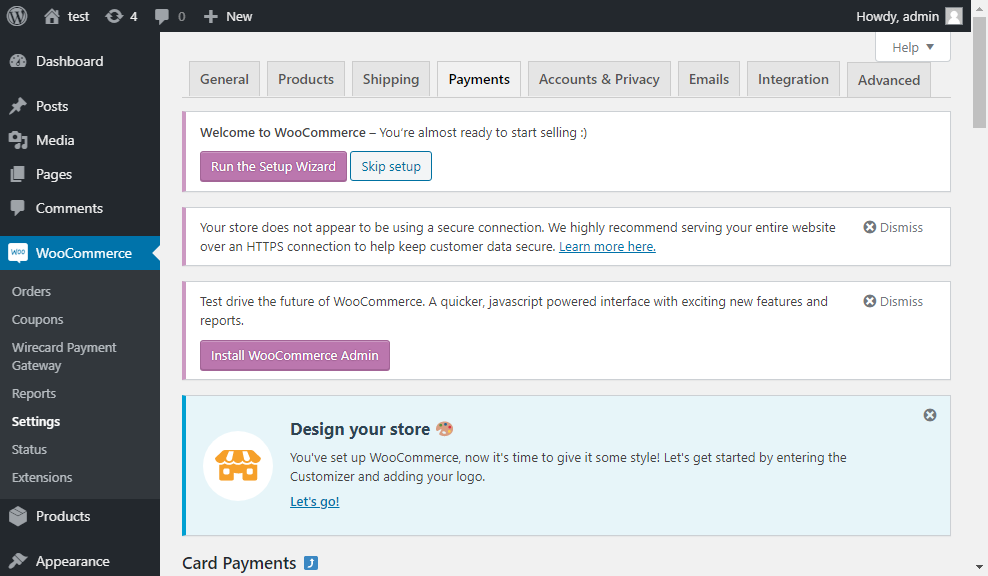 test 4 0 New Howdy, admin
Help
Dashboard
Posts
Media
Pages
Comments
woo WooCommerce
Orders
Coupons
Wirecard Payment
Gateway
Reports
Settings
Status
Extensions
Products
Appearance
General Products Shipping Payments Accounts & Privacy Emails Integration Advanced
Welcome to WooCommerce – You're almost ready to start selling :)
Run the Setup Wizard Skip setup
Your store does not appear to be using a secure connection. We highly recommend serving your entire website
over an HTTPS connection to help keep customer data secure. Learn more here.
Dismiss
Test drive the future of WooCommerce. A quicker, javascript powered interface with exciting new features and
reports.
Dismiss
Install WooCommerce Admin
Design your store
You've set up WooCommerce, now it's time to give it some style! Let's get started by entering the
Customizer and adding your logo.
Let's go!
Card Payments